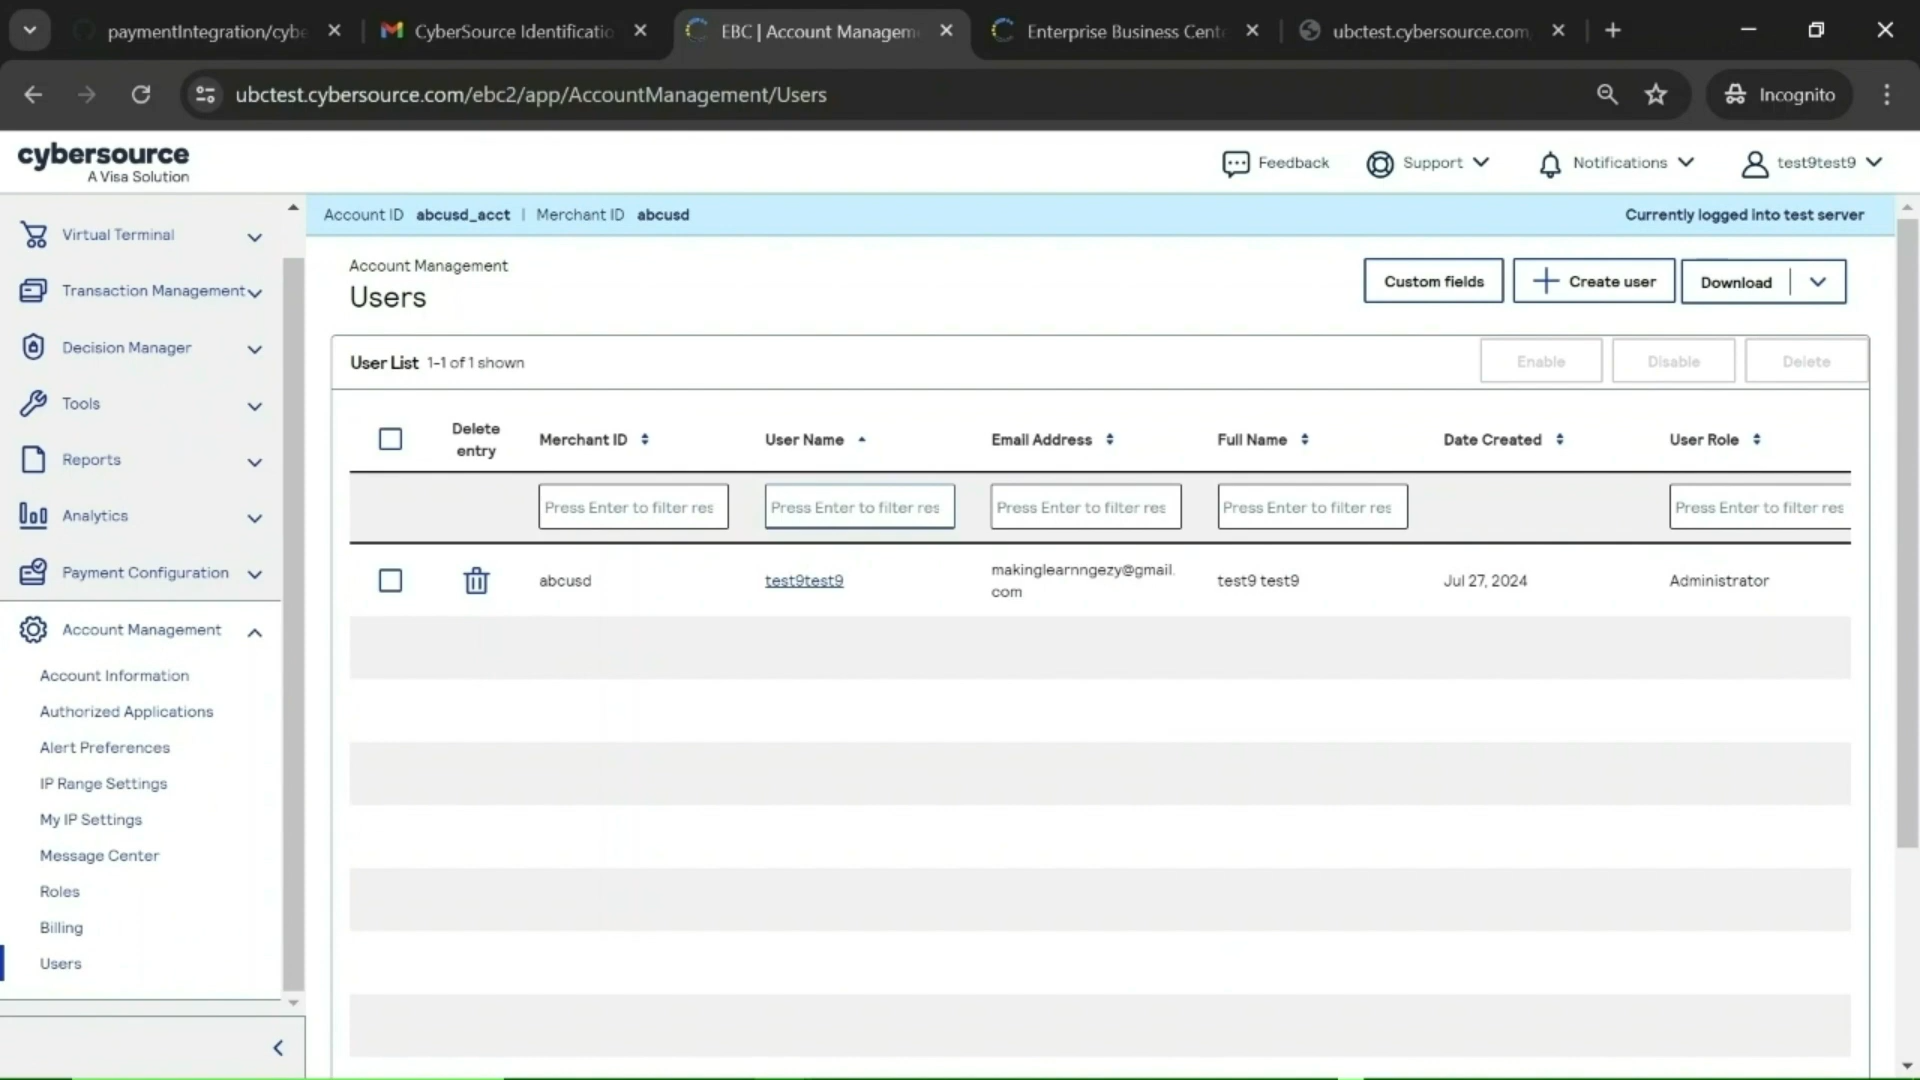 paymentIntegration/cybe
CyberSource Identificatio
EBC | Account Managem
Enterprise Business Cente
ubctest.cybersource.com
ubctest.cybersource.com/ebc2/app/AccountManagement/Users
Incognito
cybersource
A Visa Solution
Feedback
Support
Notifications
test9test9
Account ID abcusd_acct | Merchant ID abcusd
Currently logged into test server
Virtual Terminal
Transaction Management
Decision Manager
Tools
Reports
Analytics
Payment Configuration
Account Management
Account Information
Authorized Applications
Alert Preferences
IP Range Settings
My IP Settings
Message Center
Roles
Billing
Users
Account Management
Users
Custom fields
Create user
Download
User List 1-1 of 1 shown
Enable
Disable
Delete
Delete entry
Merchant ID
User Name
Email Address
Full Name
Date Created
User Role
Press Enter to filter res
Press Enter to filter res
Press Enter to filter res
Press Enter to filter res
Press Enter to filter res
abcusd
test9test9
makinglearnngezy@gmail.
com
test9 test9
Jul 27, 2024
Administrator